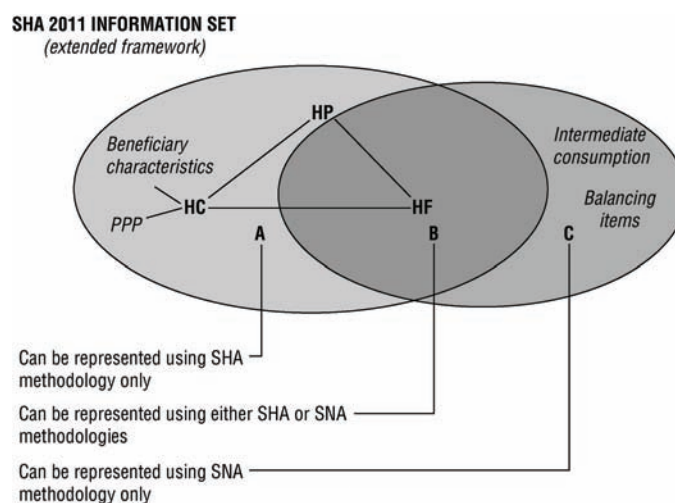 SHA 2011 INFORMATION SET
(extended framework)
HP
Beneficiary
characteristics
Intermediate
consumption
HC
HF
PPP
Balancing
items
A
B
C
Can be represented using SHA
methodology only
Can be represented using either SHA or SNA
methodologies
Can be represented using SNA
methodology only